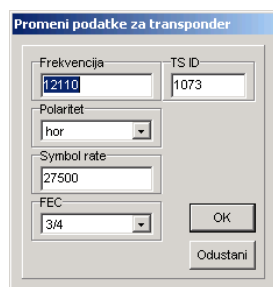 Promeni podatke za transponder
Frekvencija
12110
TS ID
1073
Polaritet
hor
Symbol rate
27500
FEC
3/4
OK
Odustani